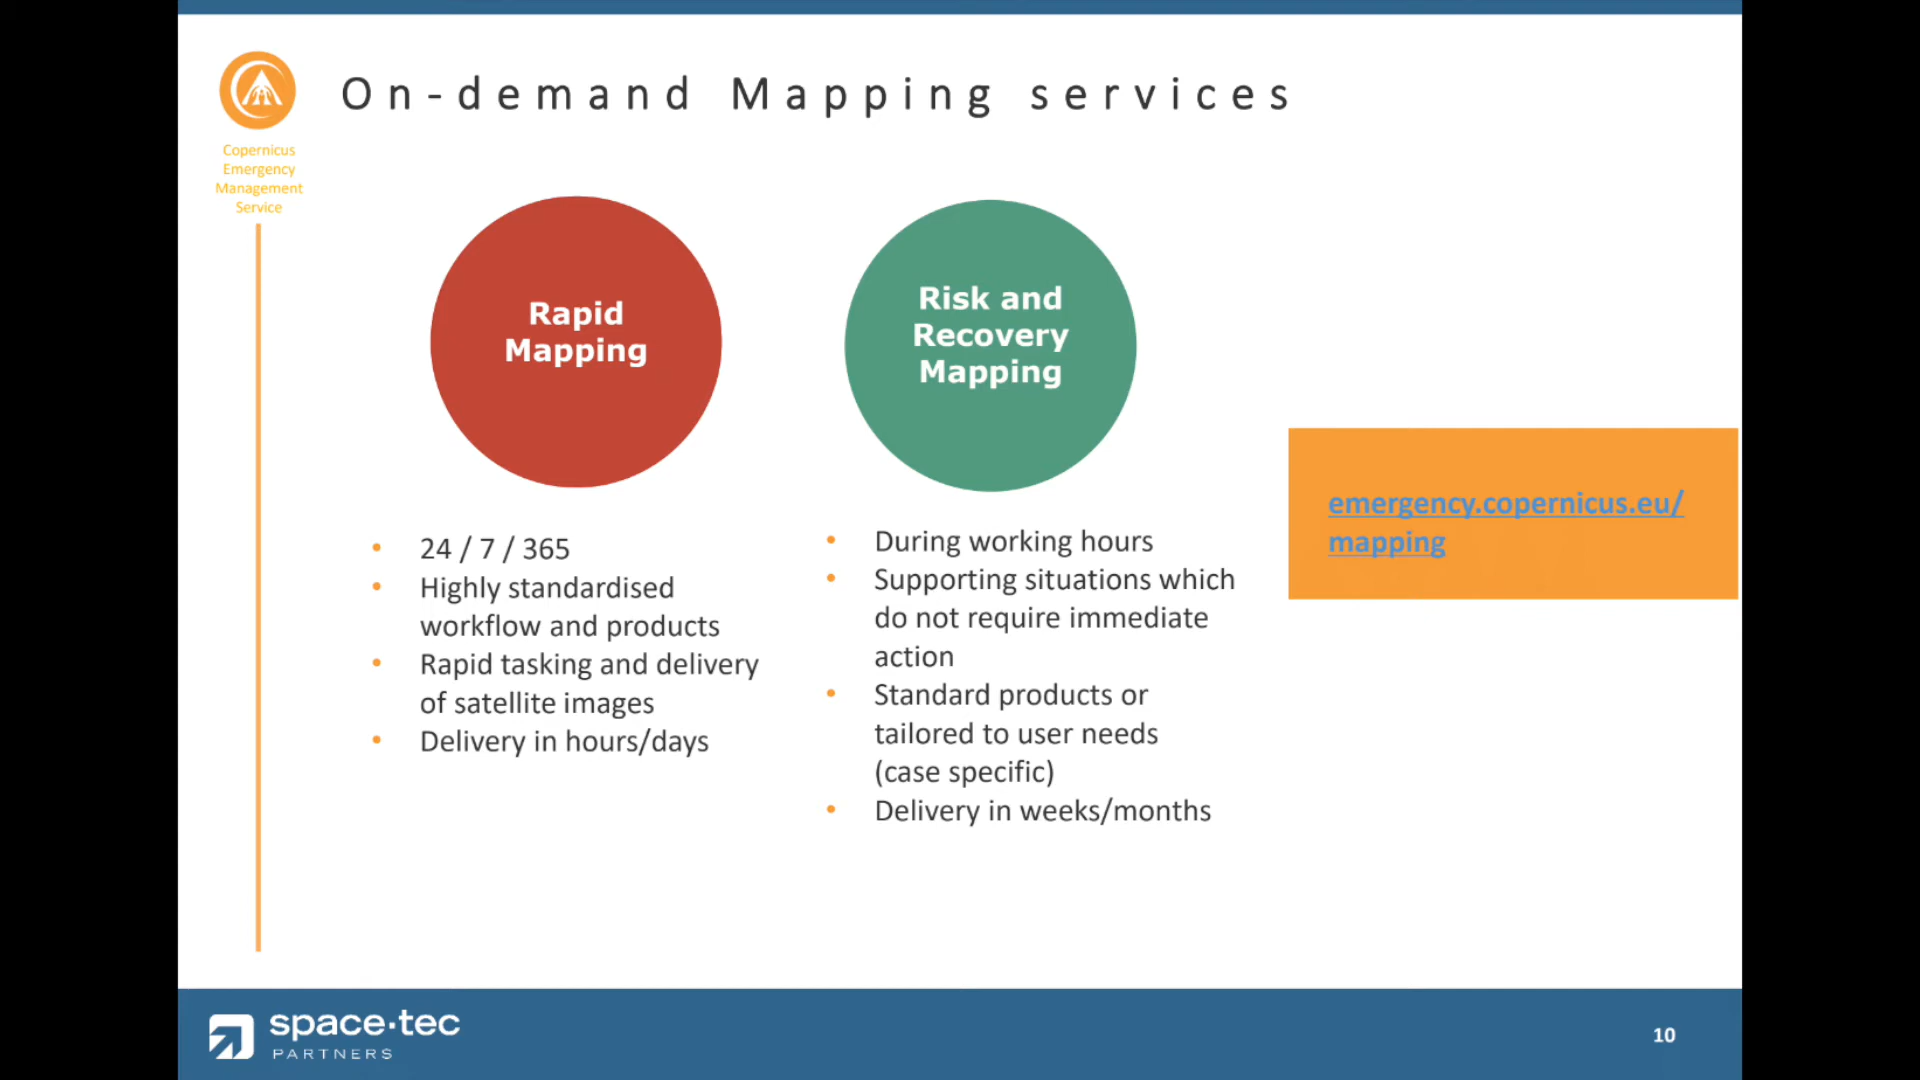 On-demand Mapping services
Copernicus
Emergency
Management
Service
Rapid
Mapping
• 24 / 7 / 365
• Highly standardised
workflow and products
• Rapid tasking and delivery
of satellite images
• Delivery in hours/days
Risk and
Recovery
Mapping
• During working hours
• Supporting situations which
do not require immediate
action
• Standard products or
tailored to user needs
(case specific)
• Delivery in weeks/months
emergency.copernicus.eu/
mapping
space·tec
PARTNERS
10